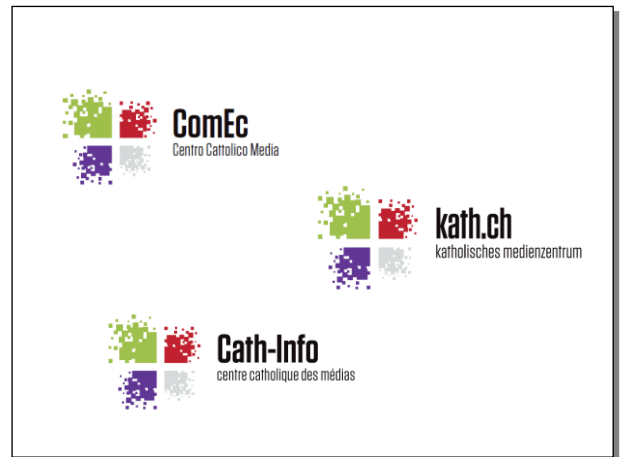 ComEc
Centro Cattolico Media
kath.ch
katholisches medienzentrum
Cath-Info
centre catholique des médias